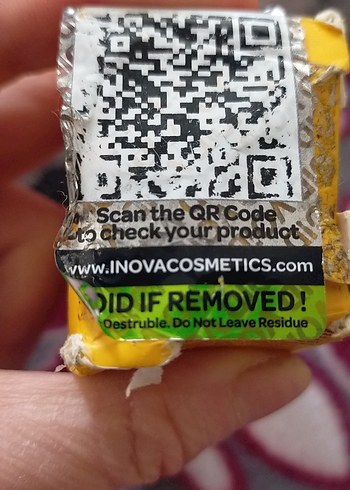 Scan the QR Code
to check your product
www.INOVACOSMETICS.com
OID IF REMOVED !
Destruble. Do Not Leave Residue